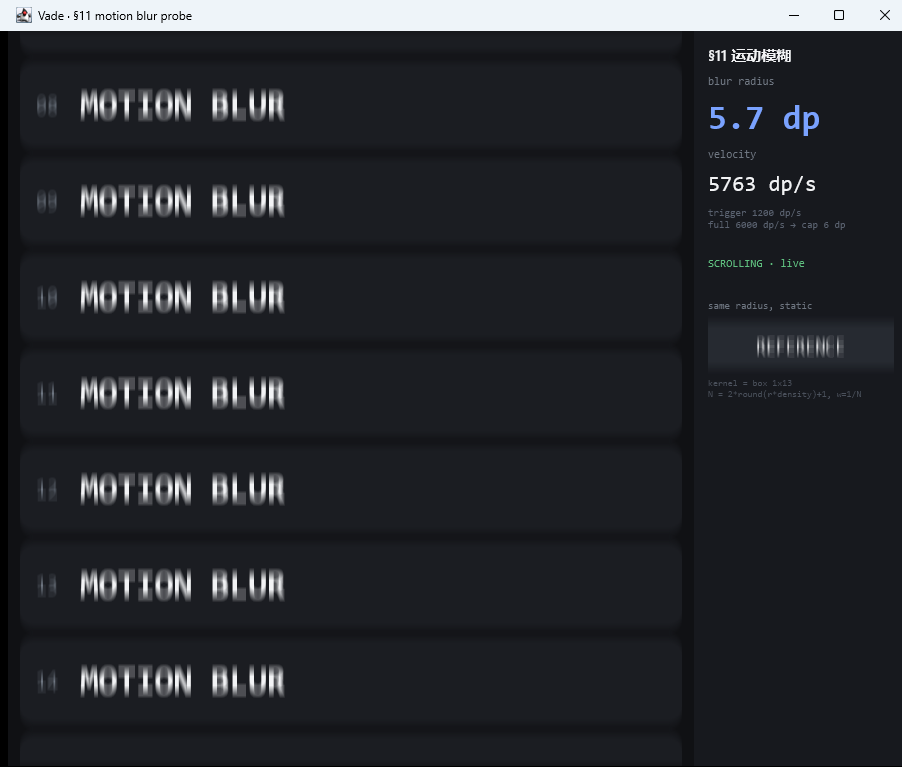 Vade · §11 motion blur probe
08 MOTION BLUR
09 MOTION BLUR
10 MOTION BLUR
11 MOTION BLUR
12 MOTION BLUR
13 MOTION BLUR
14 MOTION BLUR
§11 运动模糊
blur radius
5.7 dp
velocity
5763 dp/s
trigger 1200 dp/s
full 6000 dp/s → cap 6 dp
SCROLLING · live
same radius, static
REFERENCE
kernel = box 1x13
N = 2*round(r*density)+1, w=1/N